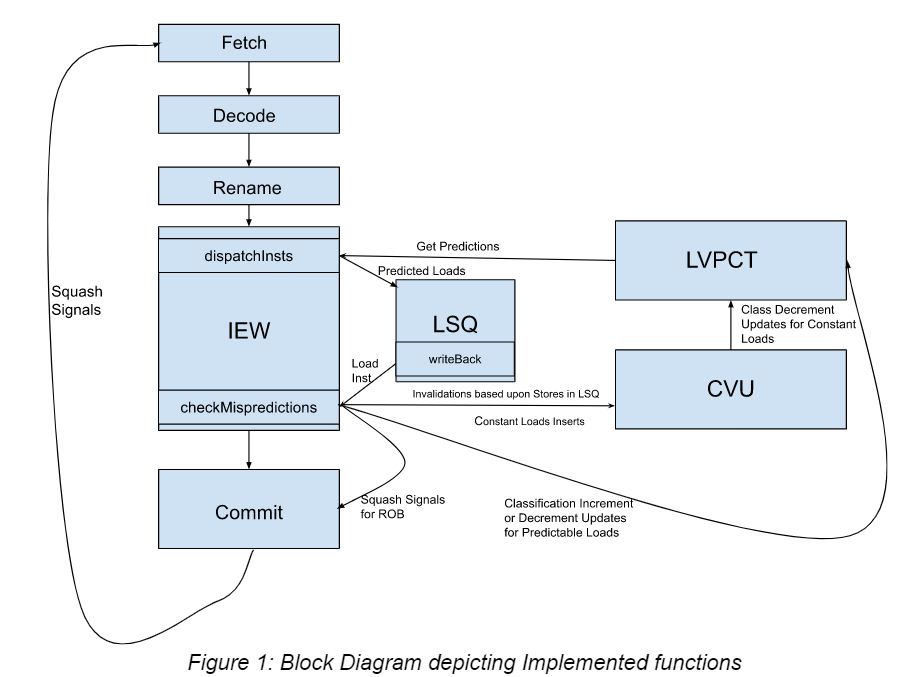 Fetch
Decode
Rename
dispatchInsts
IEW
checkMispredictions
Commit
Squash
Signals
Get Predictions
Predicted Loads
LSQ
writeBack
Load
Inst
LVPCT
Class Decrement
Updates for Constant
Loads
CVU
Invalidations based upon Stores in LSQ
Constant Loads Inserts
Squash Signals
for ROB
Classification Increment
or Decrement Updates
for Predictable Loads
Figure 1: Block Diagram depicting Implemented functions